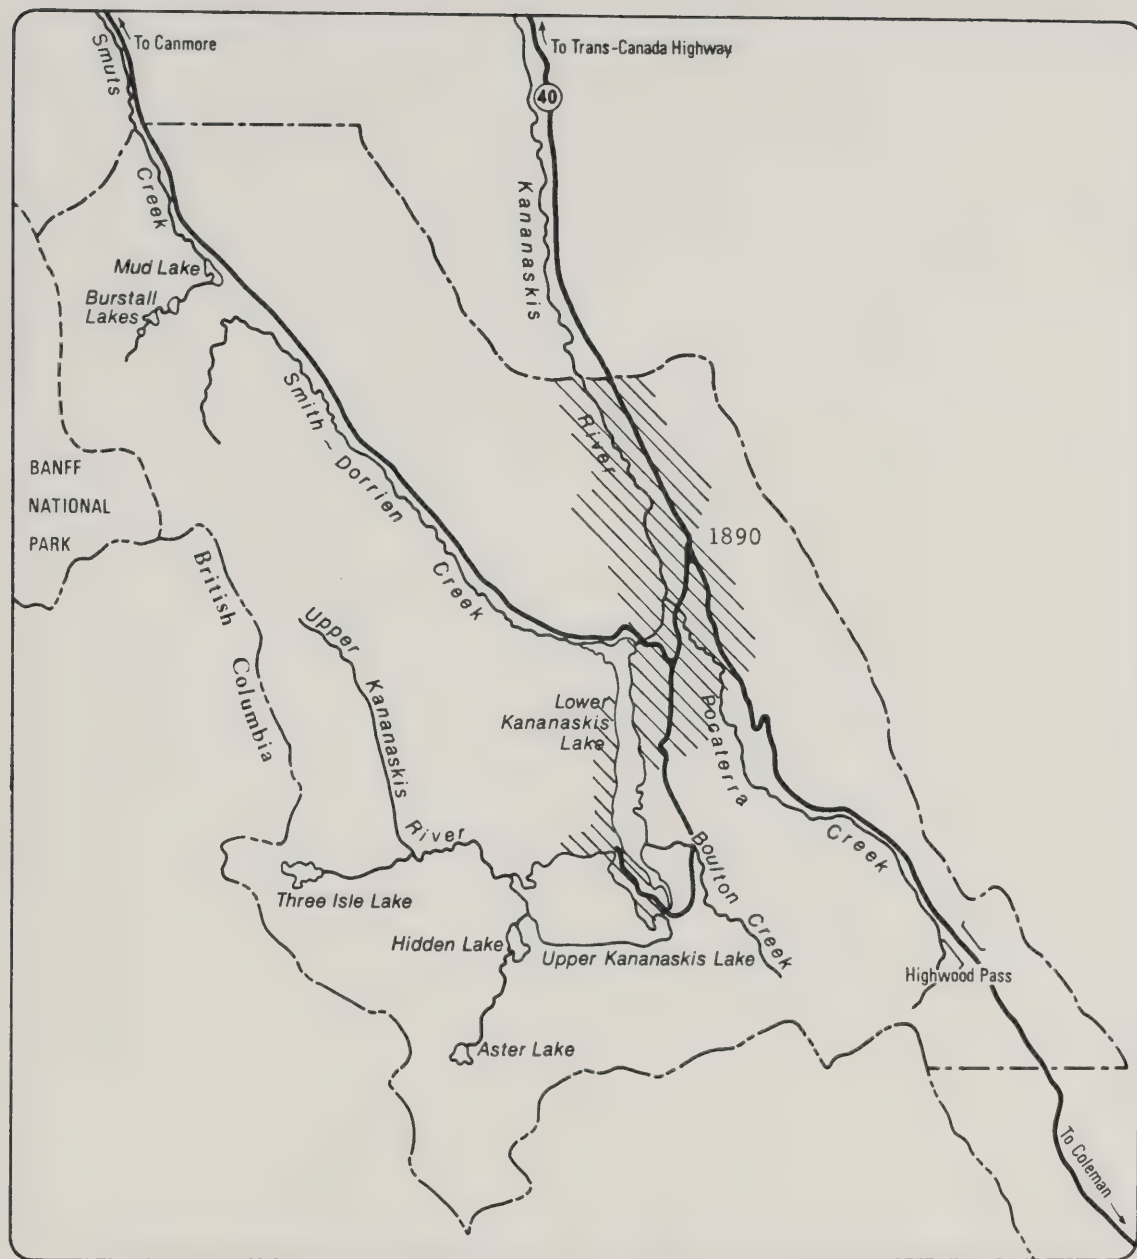 To Canmore
To Trans-Canada Highway
40
Smuts
Creek
Kananaskis
River
Mud Lake
Burstall
Lakes
Smith-Dorrien
Creek
BANFF
NATIONAL
PARK
1890
British
Columbia
Upper
Kananaskis
River
Lower
Kananaskis
Lake
Pocaterra
Creek
Boulton
Creek
Three Isle Lake
Hidden Lake
Upper Kananaskis Lake
Highwood Pass
Aster Lake
To Coleman